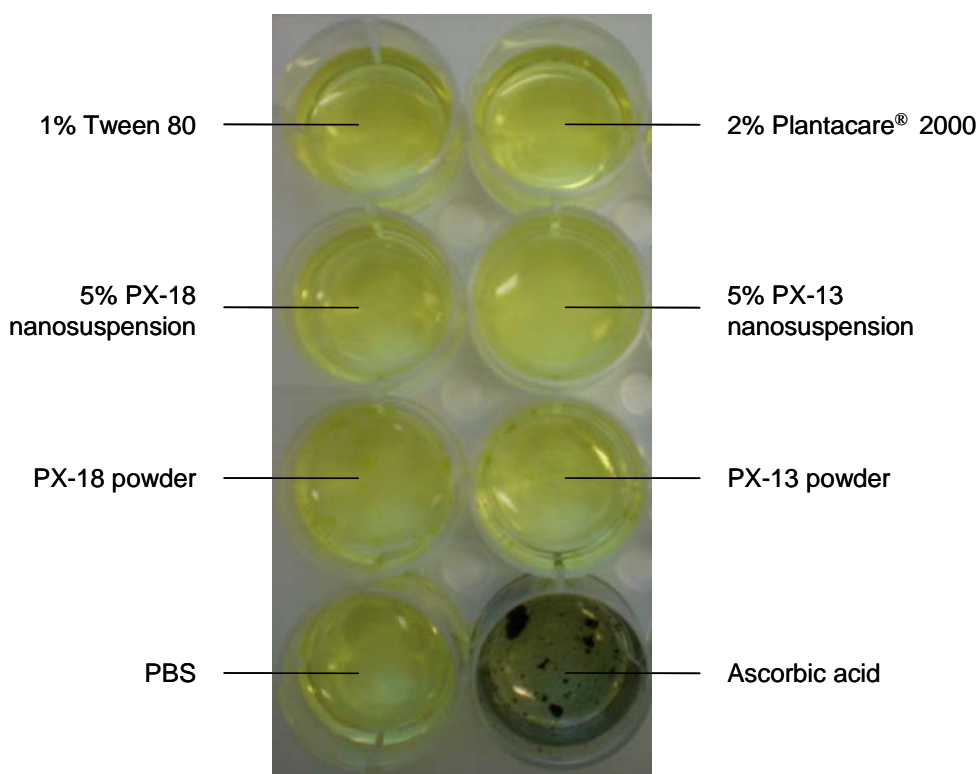 1% Tween 80
2% Plantacare® 2000
5% PX-18
nanosuspension
5% PX-13
nanosuspension
PX-18 powder
PX-13 powder
PBS
Ascorbic acid